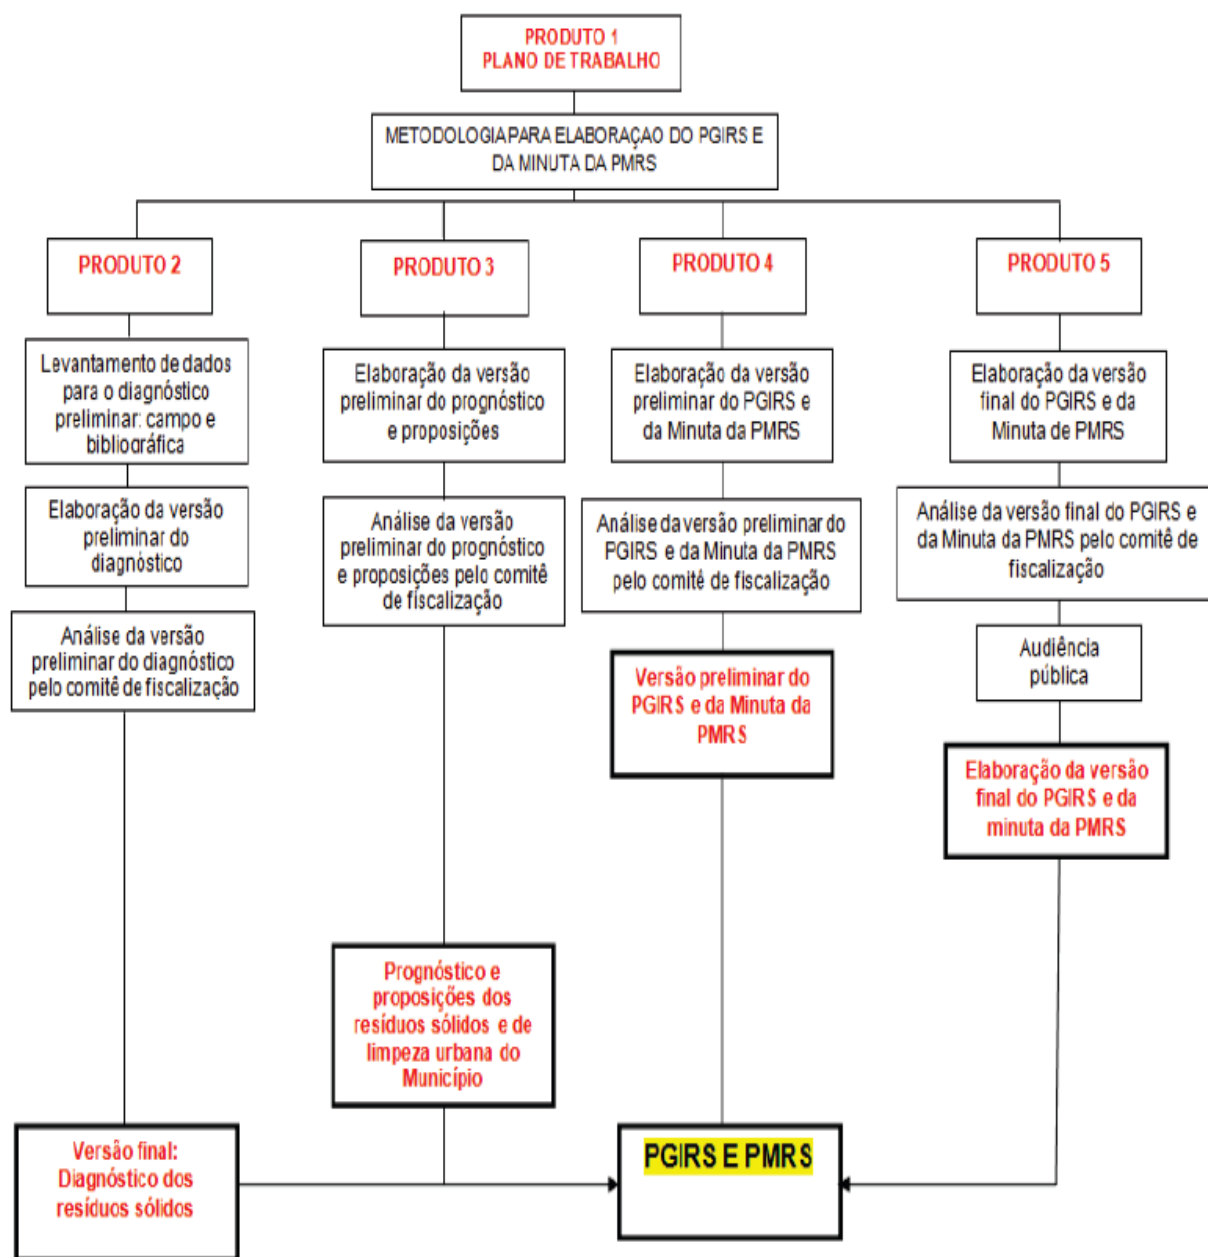 PRODUTO 1
PLANO DE TRABALHO
METODOLOGIA PARA ELABORAÇAO DO PGIRS E
DA MINUTA DA PMRS
PRODUTO 2
Levantamento de dados
para o diagnóstico
preliminar: campo e
bibliográfica
Elaboração da versão
preliminar do
diagnóstico
Análise da versão
preliminar do diagnóstico
pelo comitê de fiscalização
Versão final:
Diagnóstico dos
resíduos sólidos
PRODUTO 3
Elaboração da versão
preliminar do prognóstico
e proposições
Análise da versão
preliminar do prognóstico
e proposições pelo comitê
de fiscalização
Prognóstico e
proposições dos
resíduos sólidos e de
limpeza urbana do
Município
PRODUTO 4
Elaboração da versão
preliminar do PGIRS e
da Minuta da PMRS
Análise da versão preliminar do
PGIRS e da Minuta da PMRS
pelo comitê de fiscalização
Versão preliminar do
PGIRS e da Minuta da
PMRS
PRODUTO 5
Elaboração da versão
final do PGIRS e da
Minuta de PMRS
Análise da versão final do PGIRS e
da Minuta da PMRS pelo comitê de
fiscalização
Audiência
pública
Elaboração da versão
final do PGIRS e da
minuta da PMRS
PGIRS E PMRS